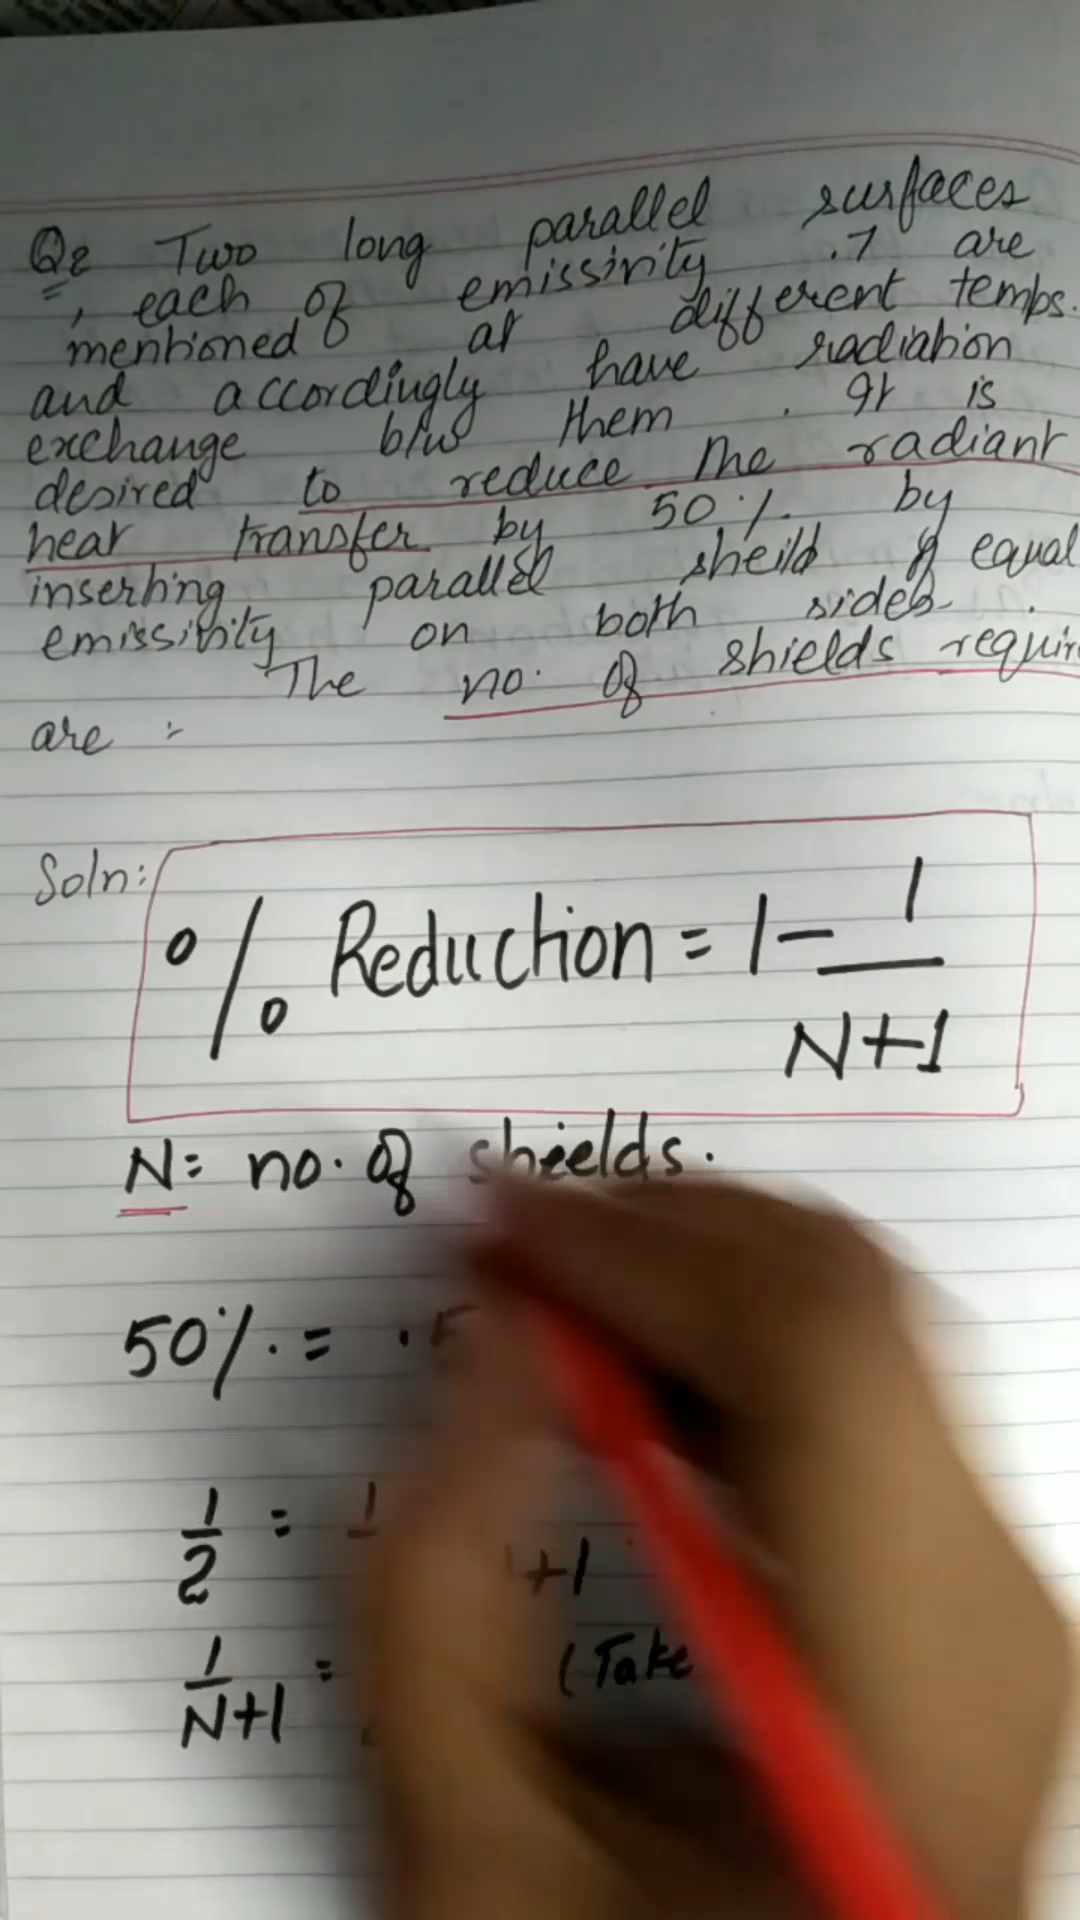 Q2 Two long parallel surfaces
, each of emissivity .7 are
mentioned at different temps.
and accordingly have radiation
exchange b/w them . It is
desired to reduce the radiant
heat transfer by 50 % by
inserting parallel sheild of equal
emissivity on both sides .
The no. of shields
are :-
Soln:
% Reduction = 1 - 1/N+1
N = no. of shields.
50% =
1/2 =
+1
1/N+1 = (Take